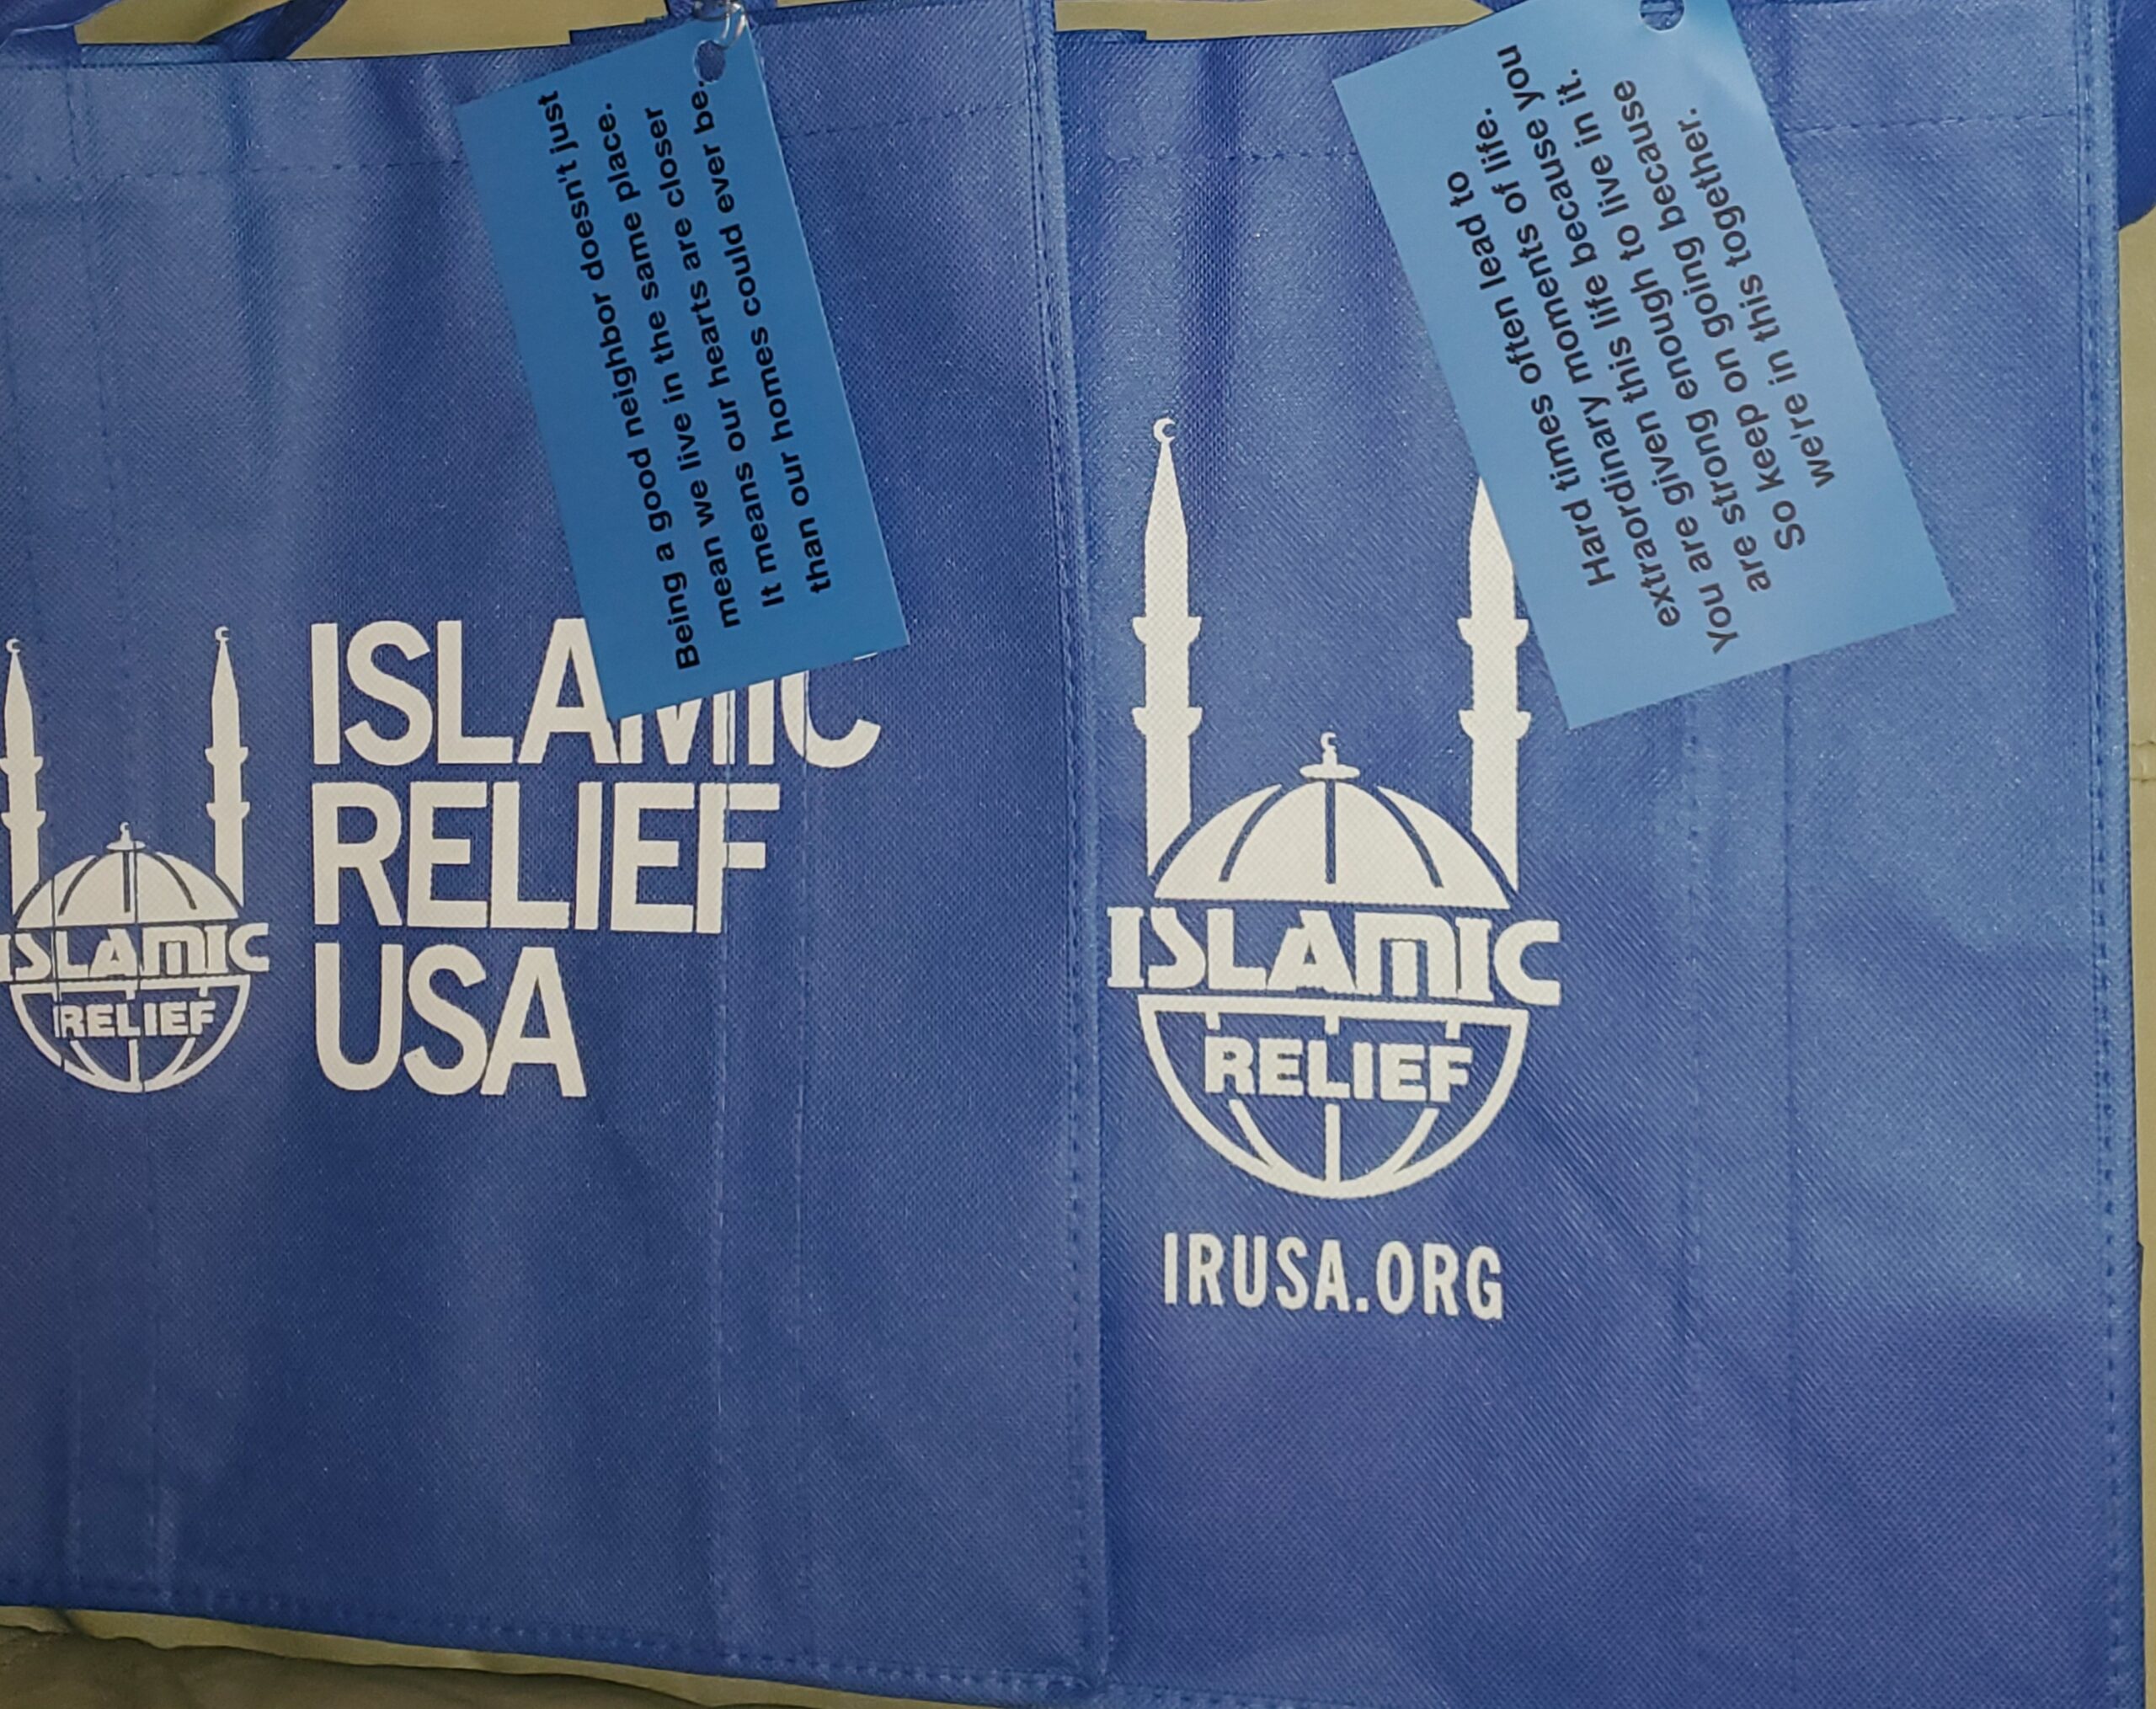 Being a good neighbor doesn't just
mean we live in the same place.
It means our hearts are closer
than our homes could ever be.
ISLAMIC
RELIEF
USA
ISLAMIC
RELIEF
Hard times often lead to
extraordinary moments of life.
You are given this life because you
are strong enough to live in it.
So keep on going because
we're in this together.
ISLAMIC
RELIEF
IRUSA.ORG